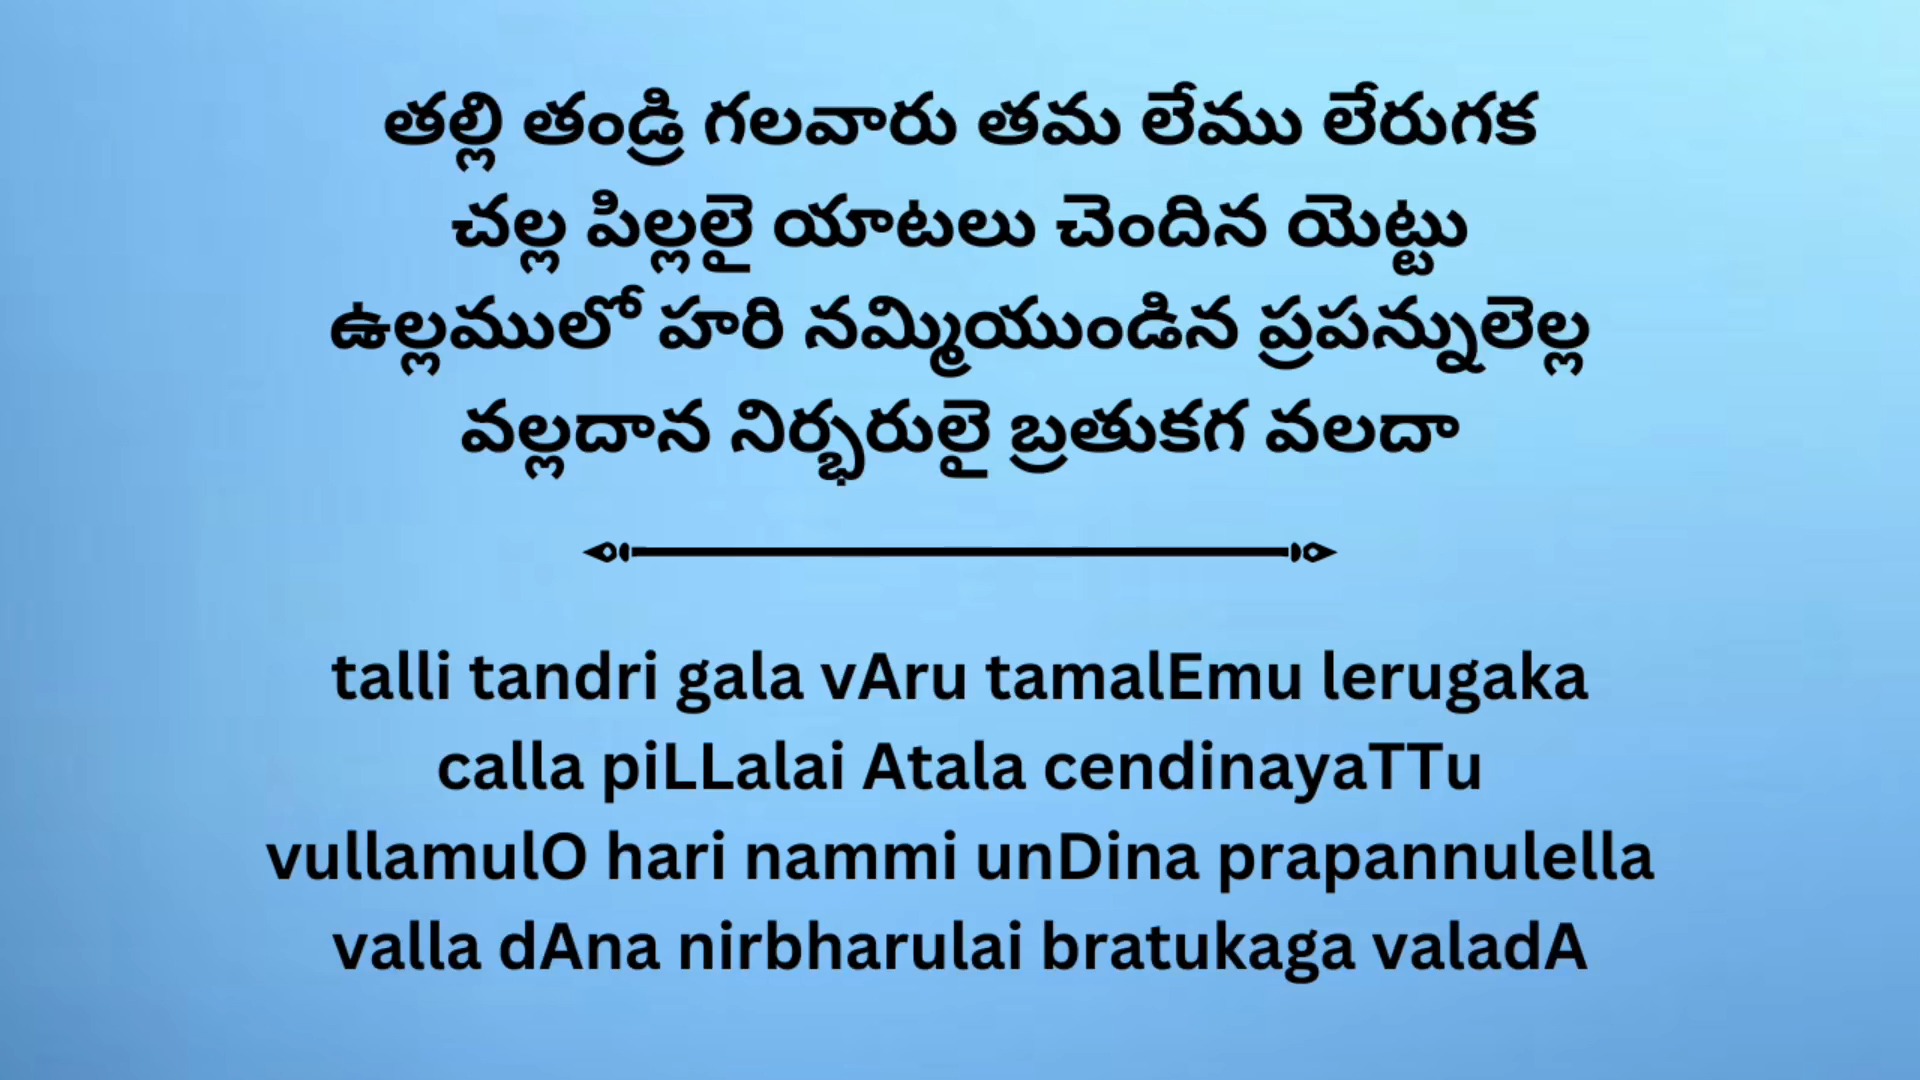 తల్లి తండ్రి గలవారు తమ లేము లేరుగక
చల్ల పిల్లలై యాటలు చెందిన యెట్టు
ఉల్లములో హరి నమ్మియుండిన ప్రపన్నులెల్ల
వల్లదాన నిర్భరులై బ్రతుకగ వలదా
talli tandri gala vAru tamalEmu lerugaka
calla piLLalai Atala cendinayaTTu
vullamulO hari nammi unDina prapannulella
valla dAna nirbharulai bratukaga valadA